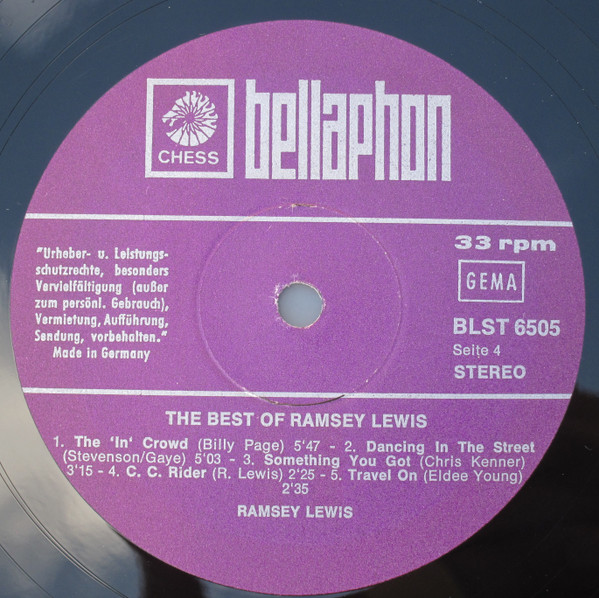 CHESS
bellaphon
"Urheber- u. Leistungs-
schutzrechte, besonders
Vervielfältigung (außer
zum persönl. Gebrauch),
Vermietung, Aufführung,
Sendung, vorbehalten."
Made in Germany
33 rpm
GEMA
BLST 6505
Seite 4
STEREO
THE BEST OF RAMSEY LEWIS
1. The 'In' Crowd (Billy Page) 5'47 - 2. Dancing In The Street
(Stevenson/Gaye) 5'03 - 3. Something You Got (Chris Kenner)
3'15 - 4. C. C. Rider (R. Lewis) 2'25 - 5. Travel On (Eldee Young)
2'35
RAMSEY LEWIS